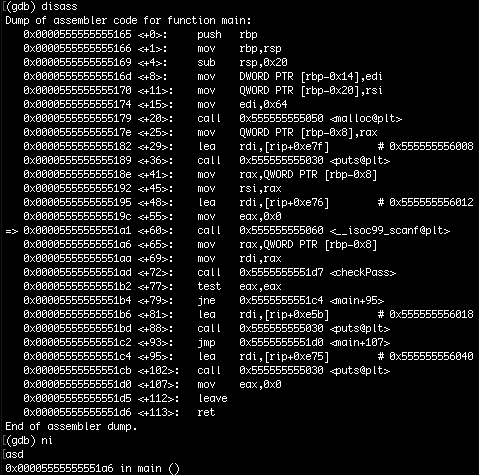 (gdb) disass
Dump of assembler code for function main:
0x0000555555555165 <+0>: push rbp
0x0000555555555166 <+1>: mov rbp,rsp
0x0000555555555169 <+4>: sub rsp,0x20
0x000055555555516d <+8>: mov DWORD PTR [rbp-0x14],edi
0x0000555555555170 <+11>: mov QWORD PTR [rbp-0x20],rsi
0x0000555555555174 <+15>: mov edi,0x64
0x0000555555555179 <+20>: call 0x555555555050 <malloc@plt>
0x000055555555517e <+25>: mov QWORD PTR [rbp-0x8],rax
0x0000555555555182 <+29>: lea rdi,[rip+0xe7f] # 0x555555556008
0x0000555555555189 <+36>: call 0x555555555030 <puts@plt>
0x000055555555518e <+41>: mov rax,QWORD PTR [rbp-0x8]
0x0000555555555192 <+45>: mov rsi,rax
0x0000555555555195 <+48>: lea rdi,[rip+0xe76] # 0x555555556012
0x000055555555519c <+55>: mov eax,0x0
=> 0x00005555555551a1 <+60>: call 0x555555555060 <__isoc99_scanf@plt>
0x00005555555551a6 <+65>: mov rax,QWORD PTR [rbp-0x8]
0x00005555555551aa <+69>: mov rdi,rax
0x00005555555551ad <+72>: call 0x5555555551d7 <checkPass>
0x00005555555551b2 <+77>: test eax,eax
0x00005555555551b4 <+79>: jne 0x5555555551c4 <main+95>
0x00005555555551b6 <+81>: lea rdi,[rip+0xe5b] # 0x555555556018
0x00005555555551bd <+88>: call 0x555555555030 <puts@plt>
0x00005555555551c2 <+93>: jmp 0x5555555551d0 <main+107>
0x00005555555551c4 <+95>: lea rdi,[rip+0xe75] # 0x555555556040
0x00005555555551cb <+102>: call 0x555555555030 <puts@plt>
0x00005555555551d0 <+107>: mov eax,0x0
0x00005555555551d5 <+112>: leave
0x00005555555551d6 <+113>: ret
End of assembler dump.
(gdb) ni
asd
0x00005555555551a6 in main ()